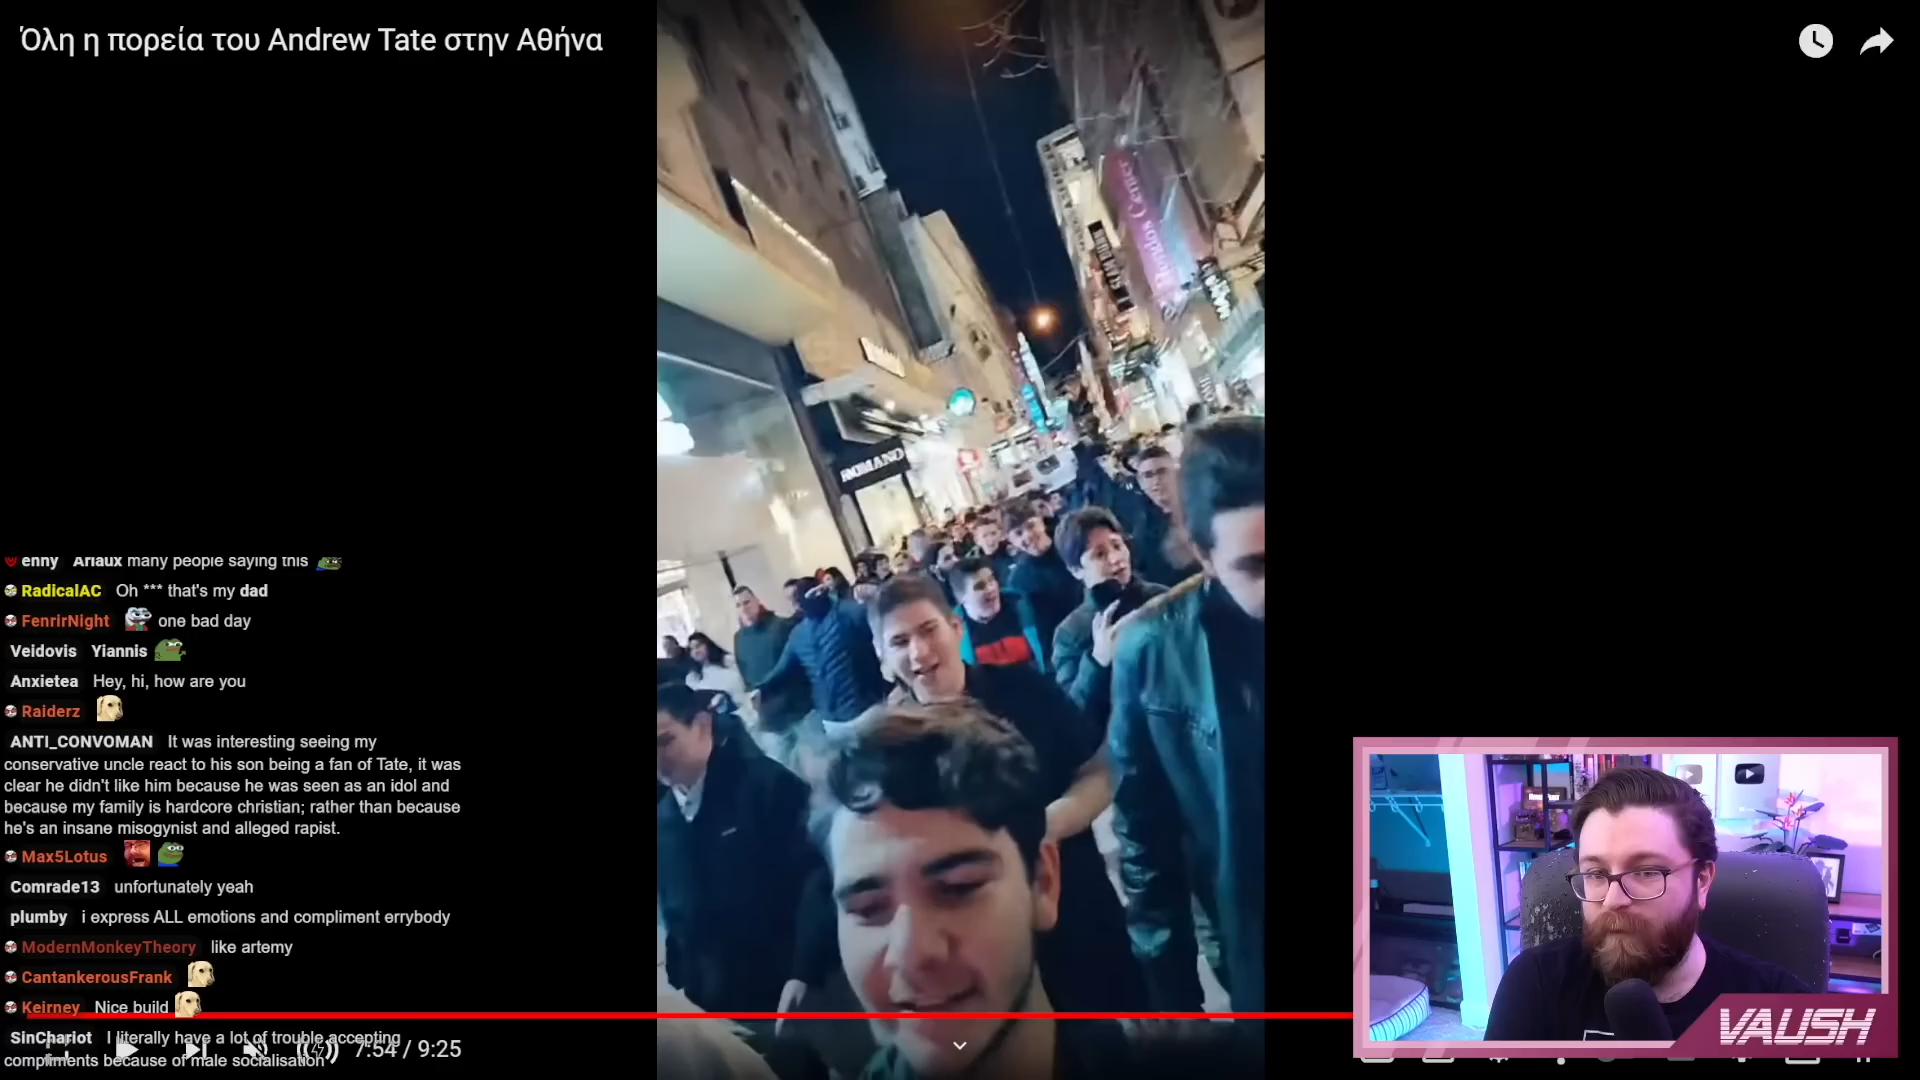 Όλη η πορεία του Andrew Tate στην Αθήνα
Hondos Center
ROMANO
enny Ariaux many people saying this
RadicalAC Oh *** that's my dad
FenrirNight one bad day
Veidovis Yiannis
Anxietea Hey, hi, how are you
Raiderz
ANTI_CONVOMAN It was interesting seeing my
conservative uncle react to his son being a fan of Tate, it was
clear he didn't like him because he was seen as an idol and
because my family is hardcore christian; rather than because
he's an insane misogynist and alleged rapist.
Max5Lotus
Comrade13 unfortunately yeah
plumby i express ALL emotions and compliment errybody
ModernMonkeyTheory like artemy
CantankerousFrank
Keirney Nice build
SinChariot I literally have a lot of trouble accepting
compliments because of male socialisation
7:54 / 9:25
VAUSH